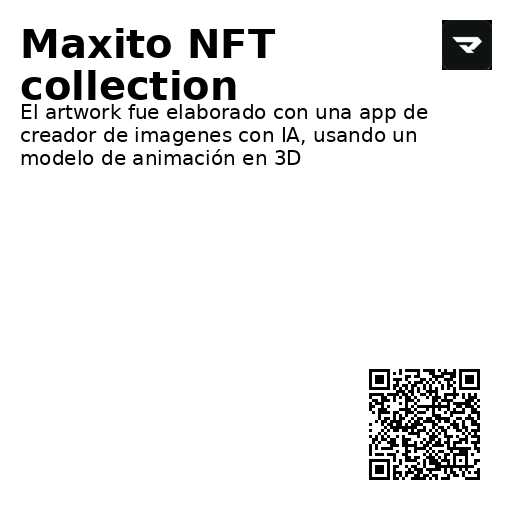 Maxito NFT
collection
El artwork fue elaborado con una app de
creador de imagenes con IA, usando un
modelo de animación en 3D